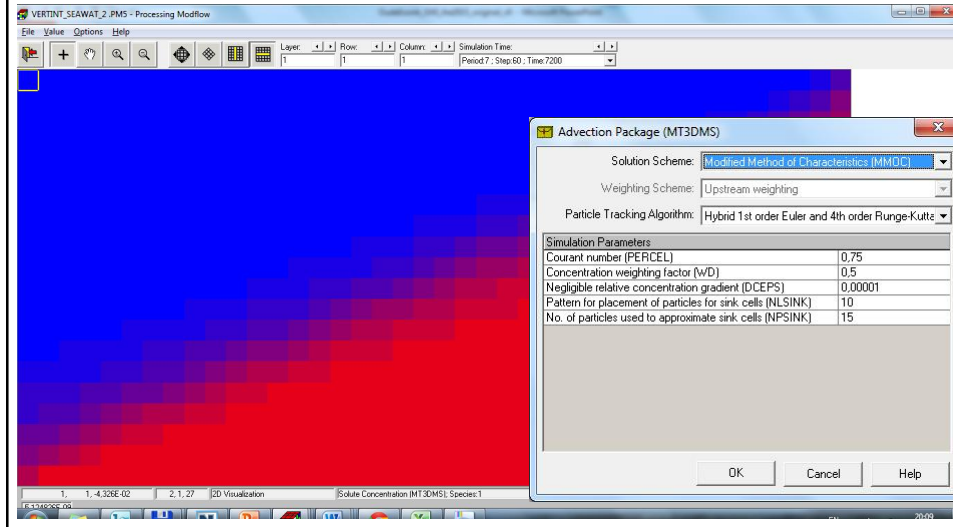 VERTINT_SEAWAT_2 .PM5 - Processing Modflow
File Value Options Help
Layer: Row: Column: Simulation Time:
1 1 1 Period:7 ; Step:60 ; Time:7200
Advection Package (MT3DMS)
Solution Scheme: Modified Method of Characteristics (MMOC)
Weighting Scheme: Upstream weighting
Particle Tracking Algorithm: Hybrid 1st order Euler and 4th order Runge-Kutta
Simulation Parameters
Courant number (PERCEL) 0,75
Concentration weighting factor (WD) 0,5
Negligible relative concentration gradient (DCEPS) 0,00001
Pattern for placement of particles for sink cells (NLSINK) 10
No. of particles used to approximate sink cells (NPSINK) 15
OK Cancel Help
1, 1,-4,326E-02 2, 1, 27 2D Visualization Solute Concentration (MT3DMS); Species:1
20:09